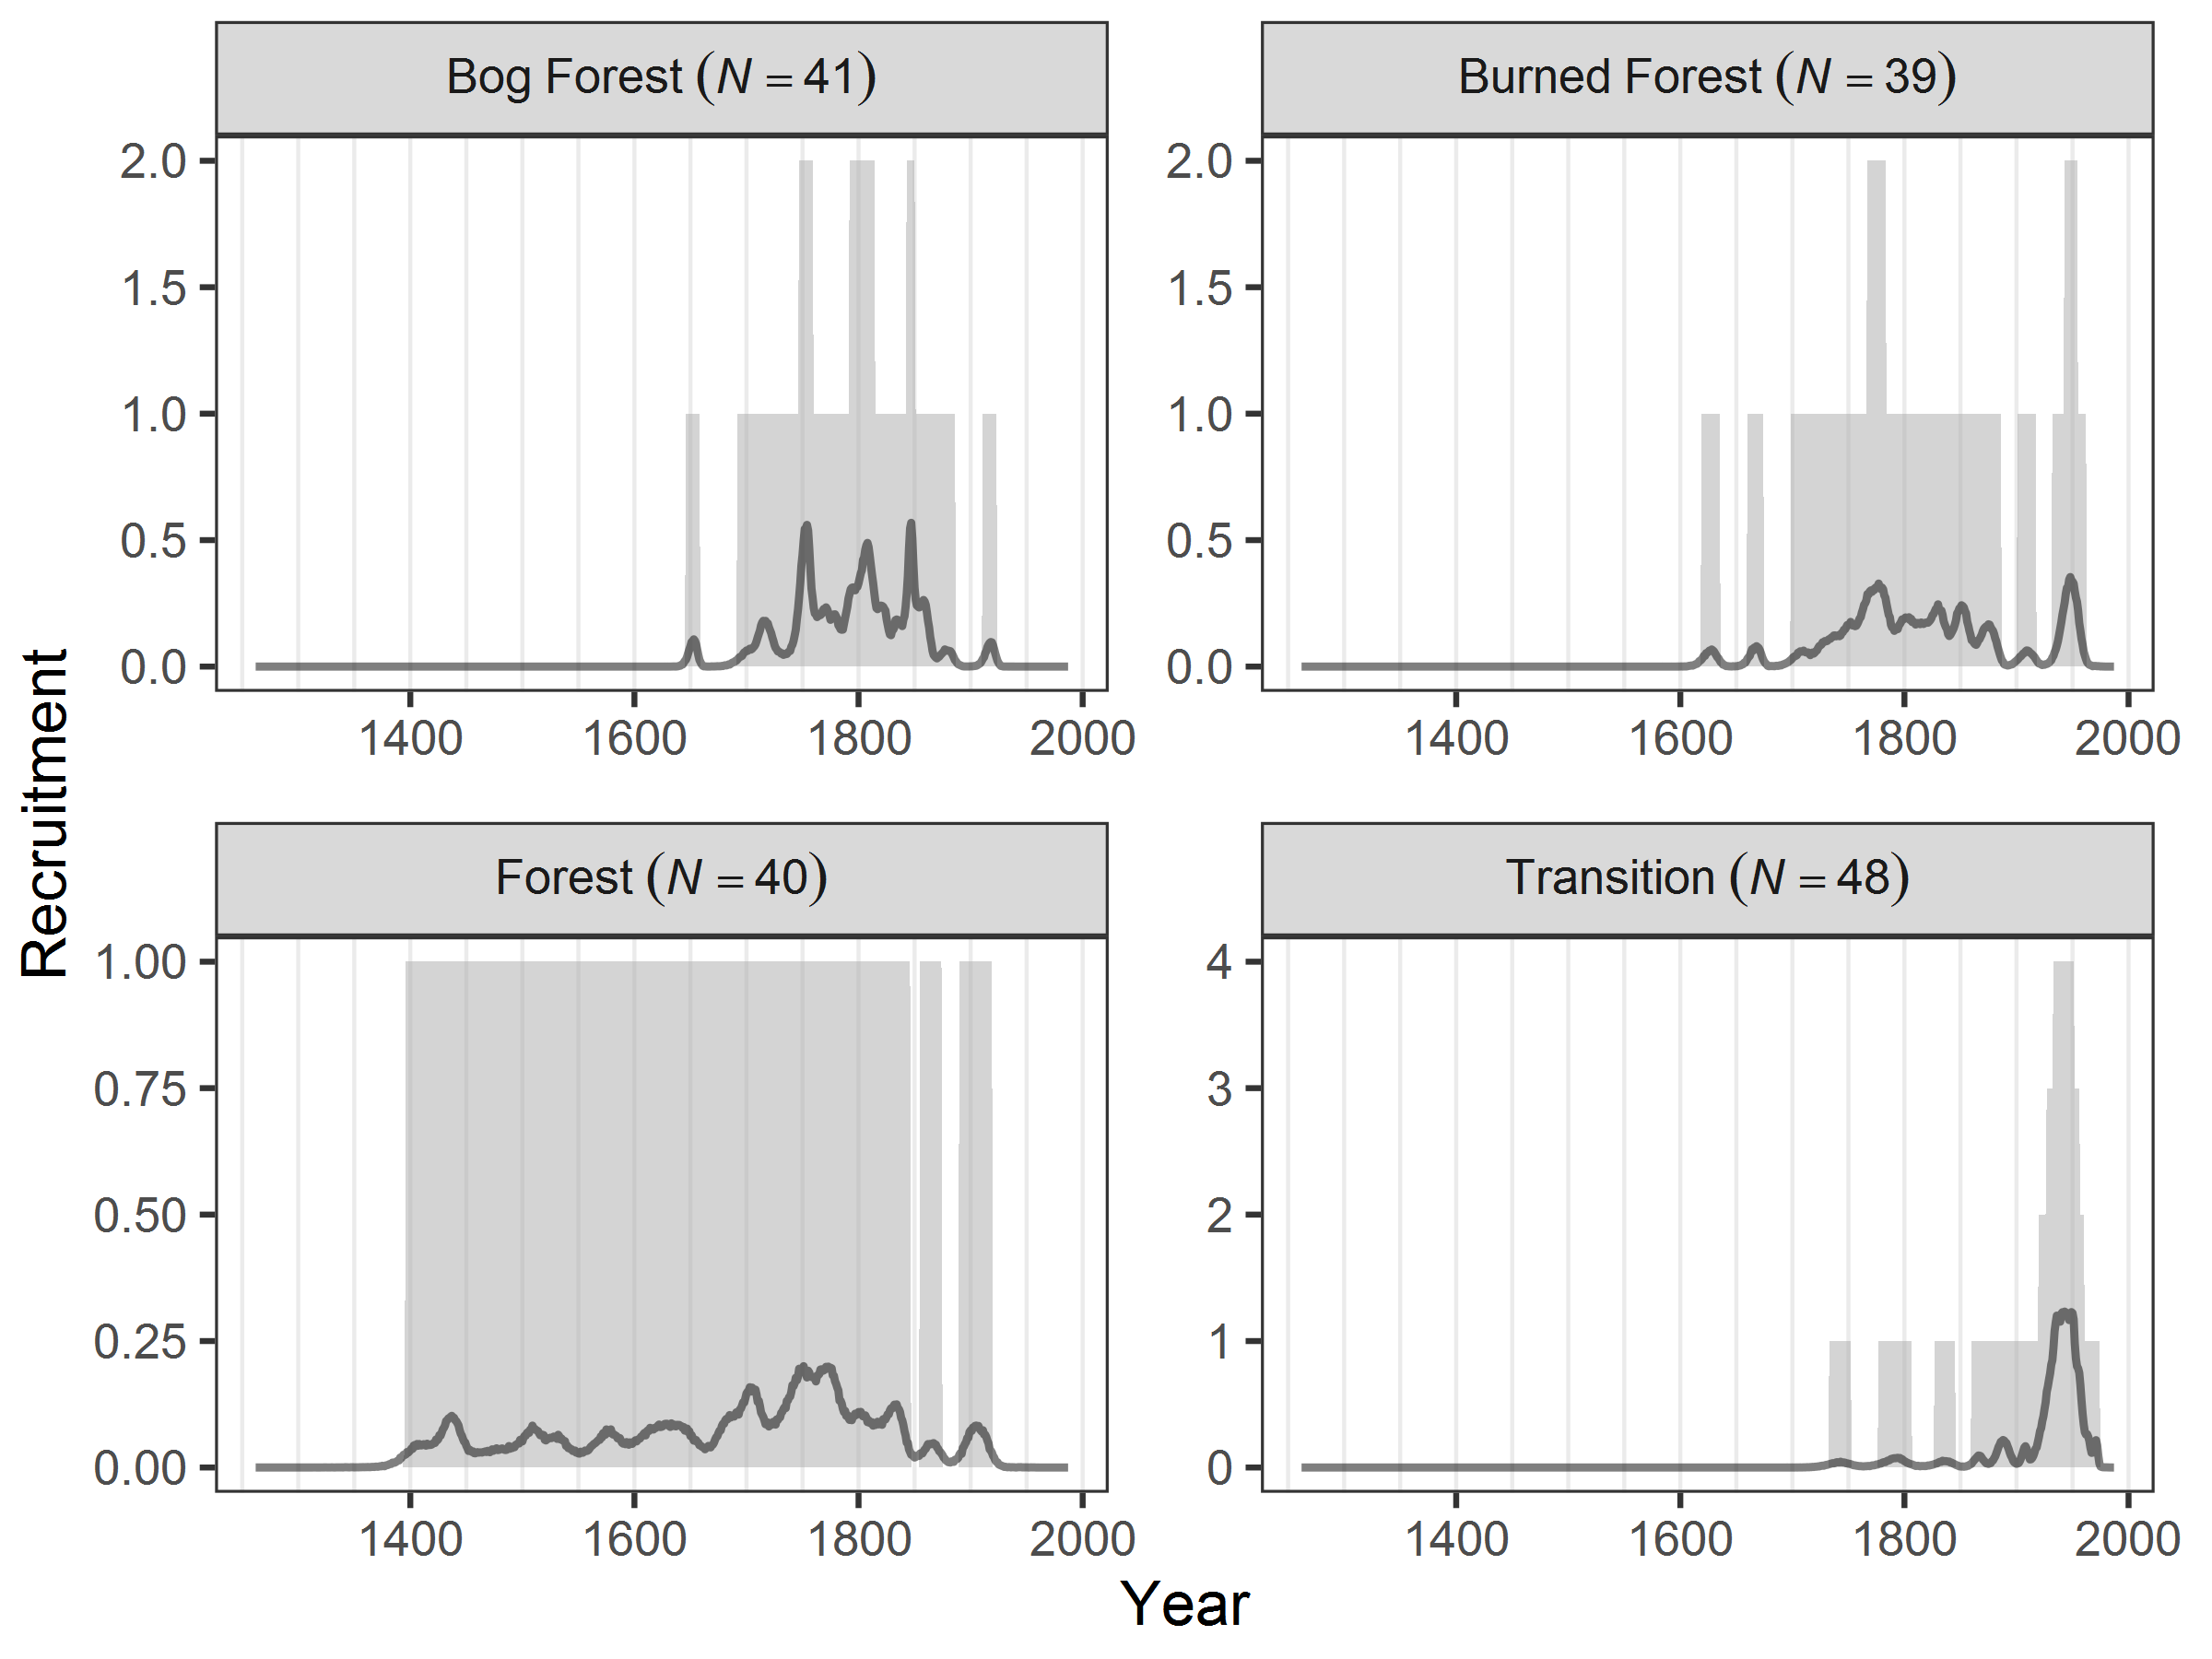 Bog Forest (N = 41)
Burned Forest (N = 39)
2.0
1.5
1.0
0.5
0.0
1400 1600 1800 2000
2.0
1.5
1.0
0.5
0.0
1400 1600 1800 2000
Recruitment
Forest (N = 40)
Transition (N = 48)
1.00
0.75
0.50
0.25
0.00
1400 1600 1800 2000
4
3
2
1
0
1400 1600 1800 2000
Year